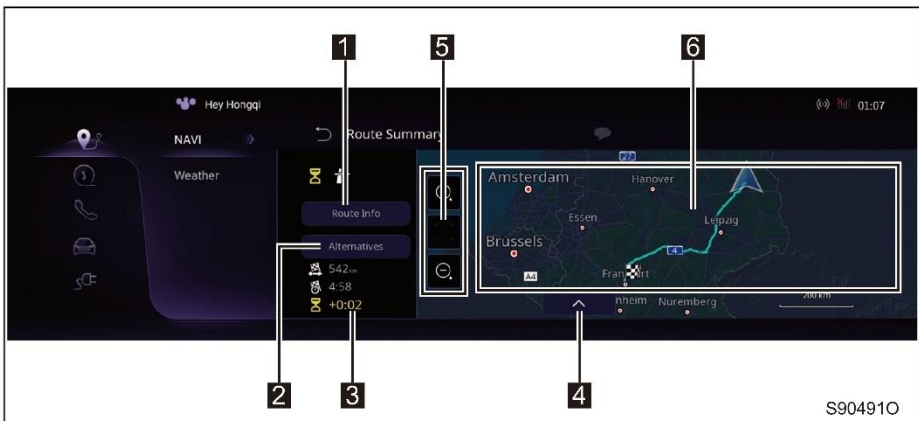 1
5
6
Hey Hongqi
01:07
NAVI
Route Summary
Weather
27
Amsterdam
Hanover
Route Info
Essen
Leipzig
Alternatives
Brussels
4
542km
A4
4:58
+0:02
nheim
Nuremberg
200 km
2
3
4
S90491O